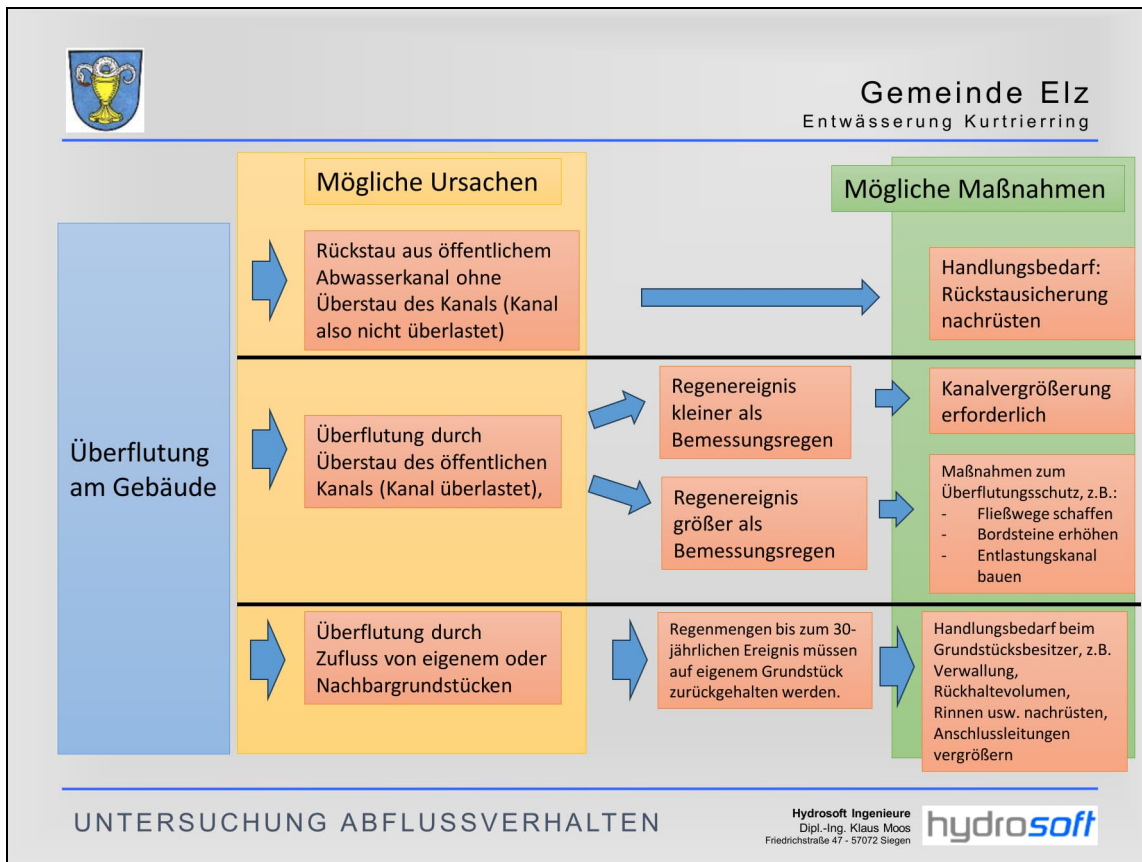 Gemeinde Elz
Entwässerung Kurtrierring
Mögliche Ursachen
Mögliche Maßnahmen
Überflutung
am Gebäude
Rückstau aus öffentlichem
Abwasserkanal ohne
Überstau des Kanals (Kanal
also nicht überlastet)
Handlungsbedarf:
Rückstausicherung
nachrüsten
Überflutung durch
Überstau des öffentlichen
Kanals (Kanal überlastet),
Regenereignis
kleiner als
Bemessungsregen
Kanalvergrößerung
erforderlich
Regenereignis
größer als
Bemessungsregen
Maßnahmen zum
Überflutungsschutz, z.B.:
- Fließwege schaffen
- Bordsteine erhöhen
- Entlastungskanal
bauen
Überflutung durch
Zufluss von eigenem oder
Nachbargrundstücken
Regenmengen bis zum 30-
jährlichen Ereignis müssen
auf eigenem Grundstück
zurückgehalten werden.
Handlungsbedarf beim
Grundstücksbesitzer, z.B.
Verwallung,
Rückhaltevolumen,
Rinnen usw. nachrüsten,
Anschlussleitungen
vergrößern
UNTERSUCHUNG ABFLUSSVERHALTEN
Hydrosoft Ingenieure
Dipl.-Ing. Klaus Moos
Friedrichstraße 47 - 57072 Siegen
hydrosoft